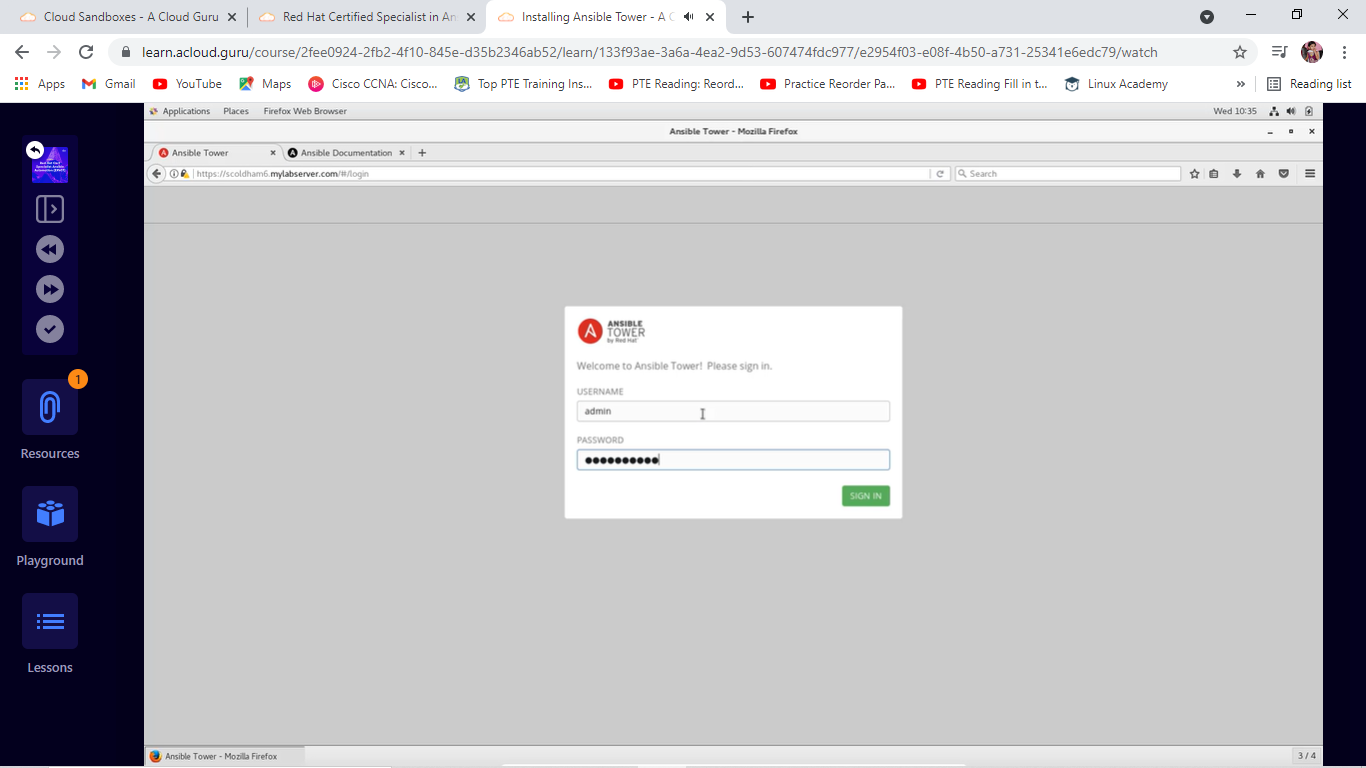 Cloud Sandboxes - A Cloud Guru
Red Hat Certified Specialist in An
Installing Ansible Tower - A C
learn.acloud.guru/course/2fee0924-2fb2-4f10-845e-d35b2346ab52/learn/133f93ae-3a6a-4ea2-9d53-607474fdc977/e2954f03-e08f-4b50-a731-25341e6edc79/watch
Apps
Gmail
YouTube
Maps
Cisco CCNA: Cisco...
Top PTE Training Ins...
PTE Reading: Reord...
Practice Reorder Pa...
PTE Reading Fill in t...
Linux Academy
»
Reading list
Applications Places Firefox Web Browser
Wed 10:35
Ansible Tower - Mozilla Firefox
Ansible Tower
Ansible Documentation
https://scoldham6.mylabserver.com/#/login
Search
ANSIBLE
TOWER
by Red Hat
Welcome to Ansible Tower! Please sign in.
USERNAME
admin
PASSWORD
●●●●●●●●●●
SIGN IN
1
Resources
Playground
Lessons
Ansible Tower - Mozilla Firefox
3 / 4